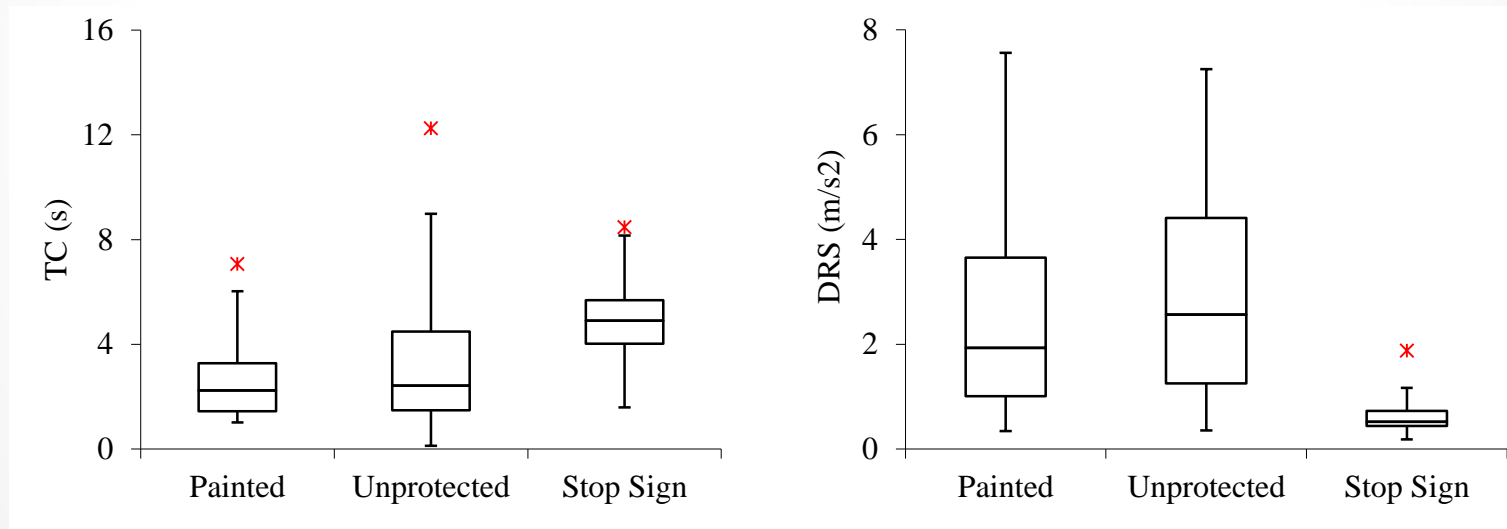 16
12
8
4
0
TC (s)
Painted Unprotected Stop Sign
8
6
4
2
0
DRS (m/s2)
Painted Unprotected Stop Sign